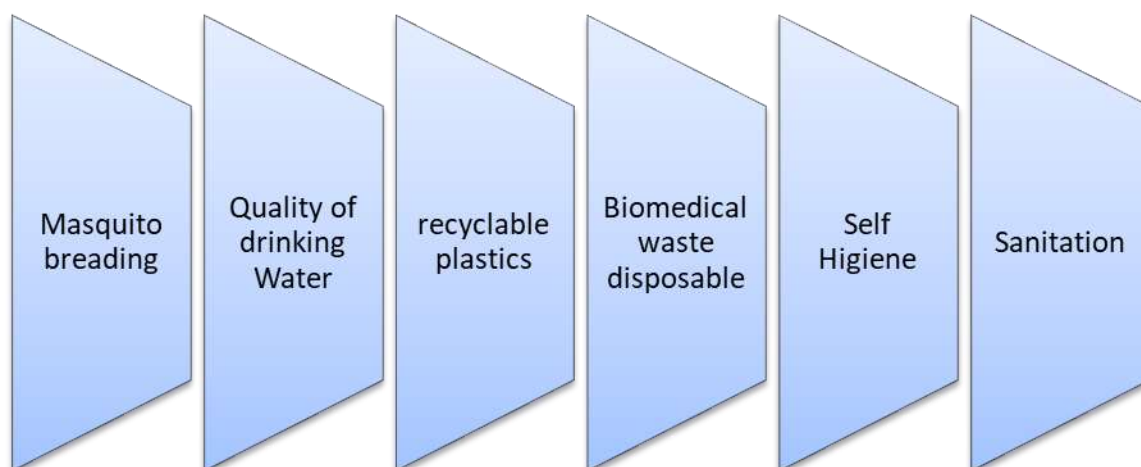 Masquito
breading
Quality of
drinking
Water
recyclable
plastics
Biomedical
waste
disposable
Self
Higiene
Sanitation